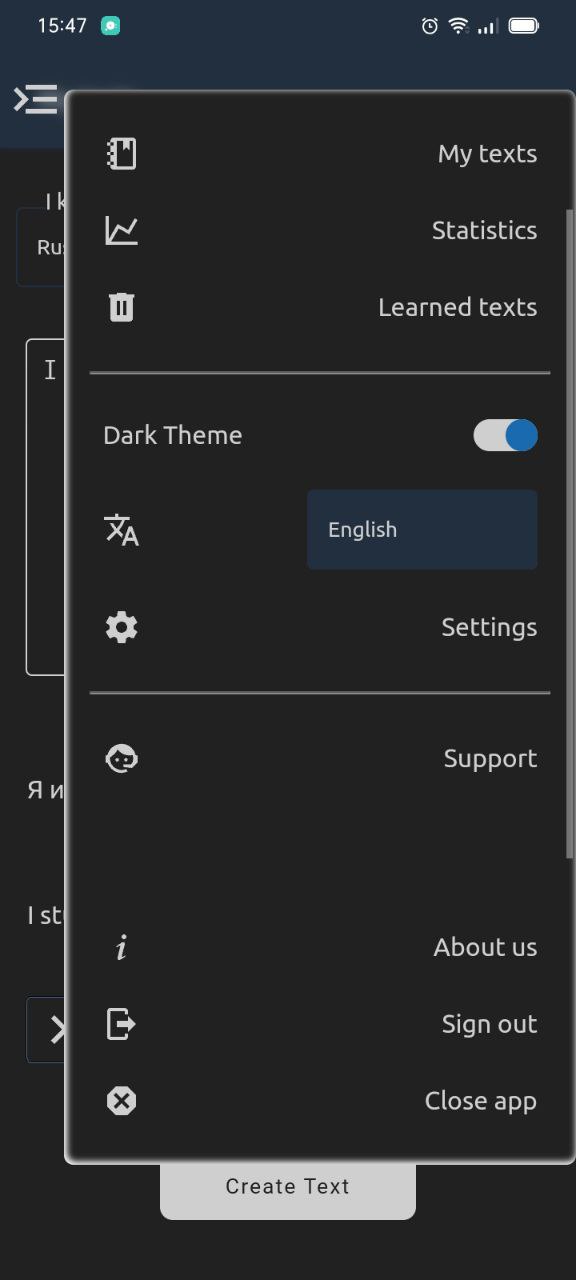 15:47
My texts
I k
Statistics
Rus
Learned texts
I
Dark Theme
English
Settings
Support
Я и
I st
About us
Sign out
Close app
Create Text